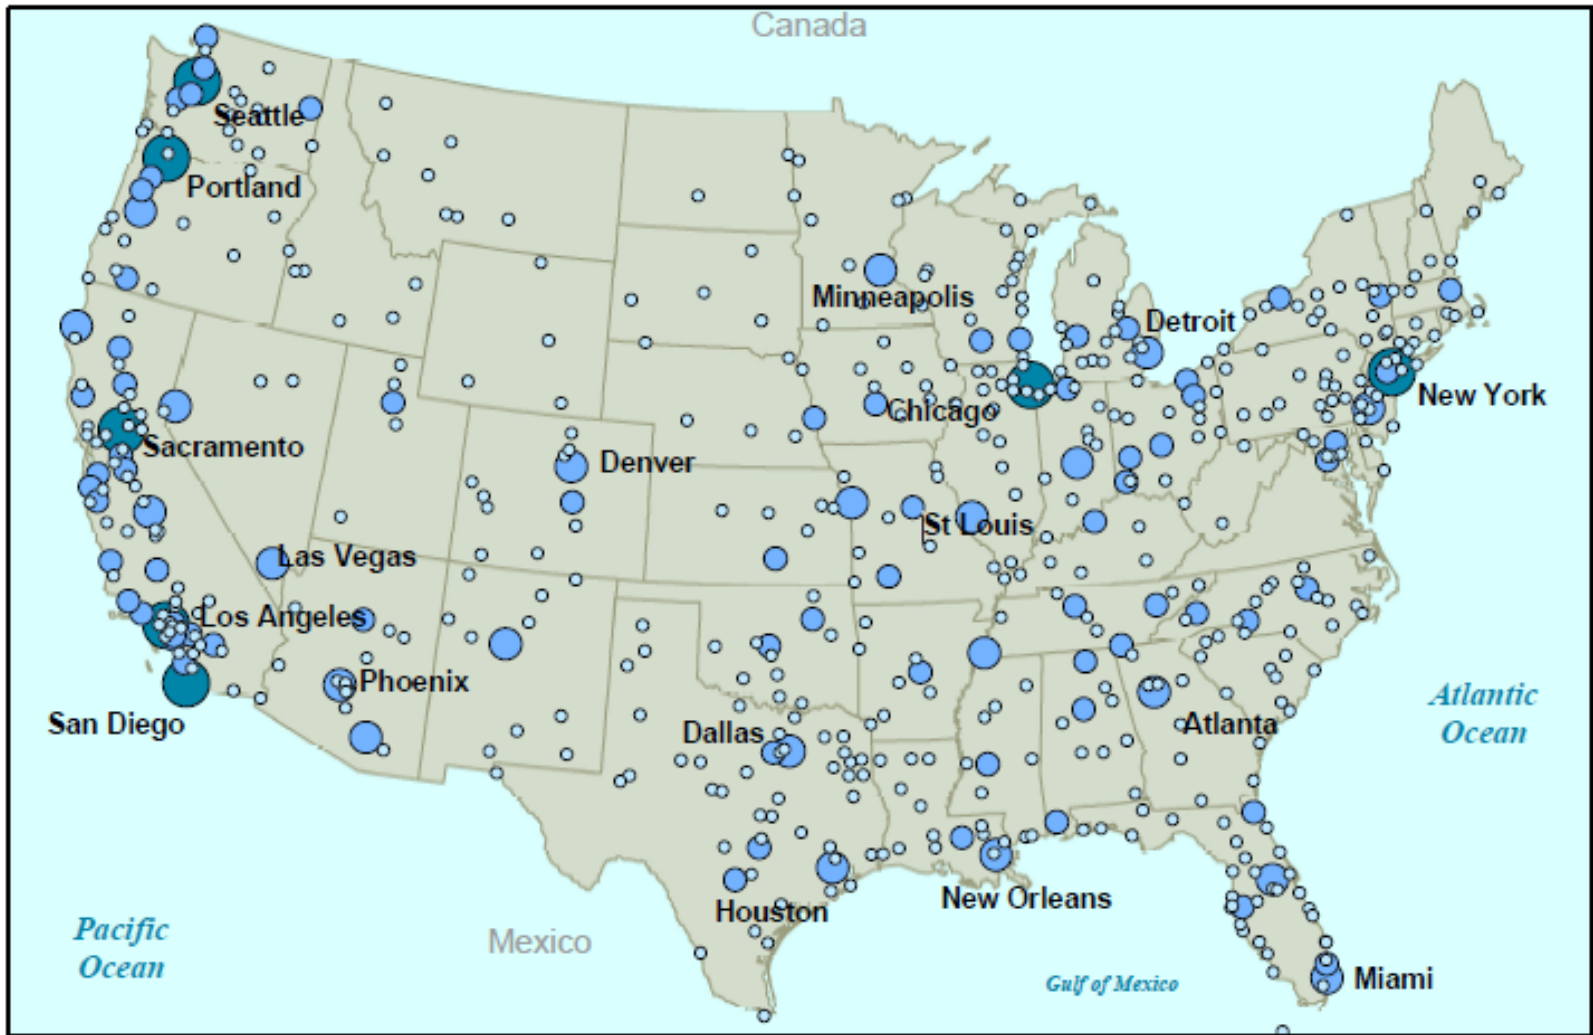 Canada
Seattle
Portland
Minneapolis
Detroit
New York
Chicago
Sacramento
Denver
St Louis
Las Vegas
Los Angeles
Phoenix
San Diego
Dallas
Atlanta
Atlantic
Ocean
New Orleans
Houston
Pacific
Ocean
Mexico
Gulf of Mexico
Miami